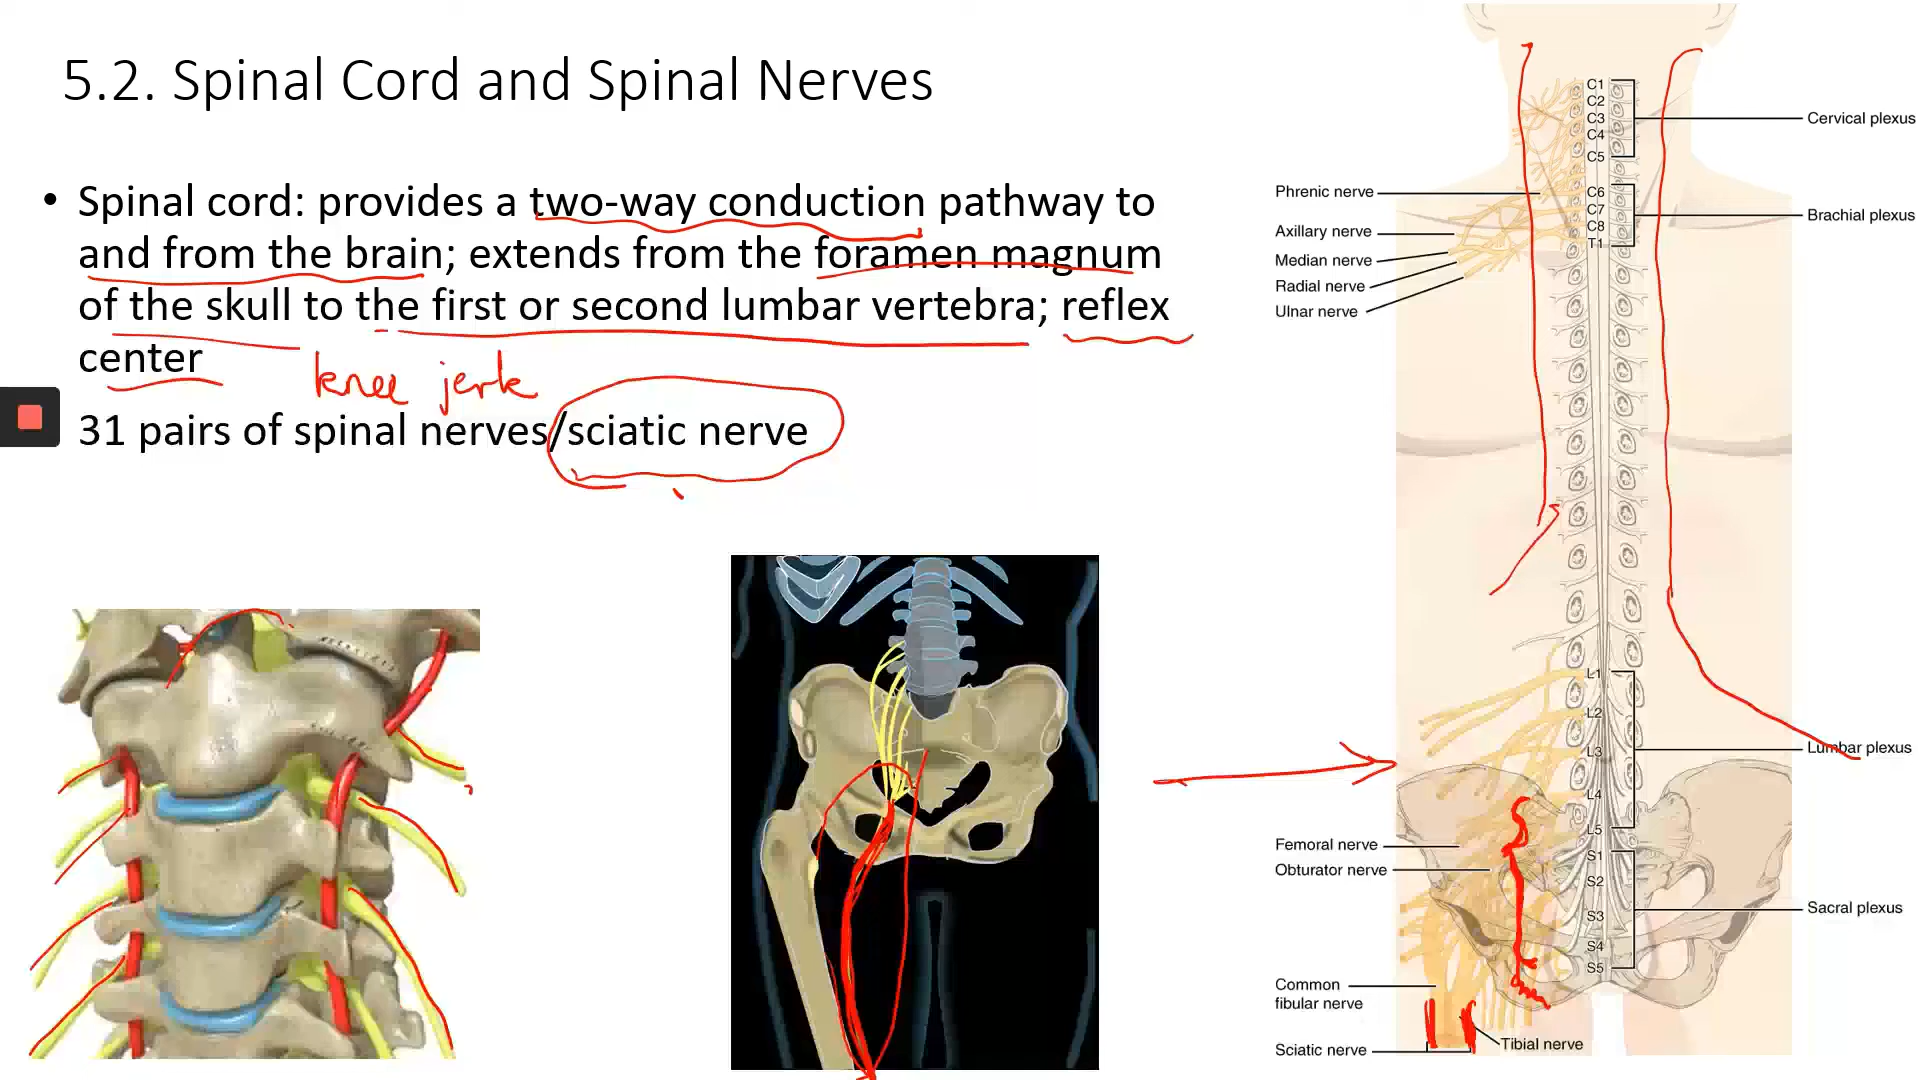 5.2. Spinal Cord and Spinal Nerves
• Spinal cord: provides a two-way conduction pathway to
and from the brain; extends from the foramen magnum
of the skull to the first or second lumbar vertebra; reflex
center
knee jerk
31 pairs of spinal nerves/sciatic nerve
C1
C2
C3
C4
C5
C6
C7
C8
T1
L1
L2
L3
L4
L5
S1
S2
S3
S4
S5
Cervical plexus
Phrenic nerve
Brachial plexus
Axillary nerve
Median nerve
Radial nerve
Ulnar nerve
Lumbar plexus
Femoral nerve
Obturator nerve
Sacral plexus
Common
fibular nerve
Sciatic nerve
Tibial nerve